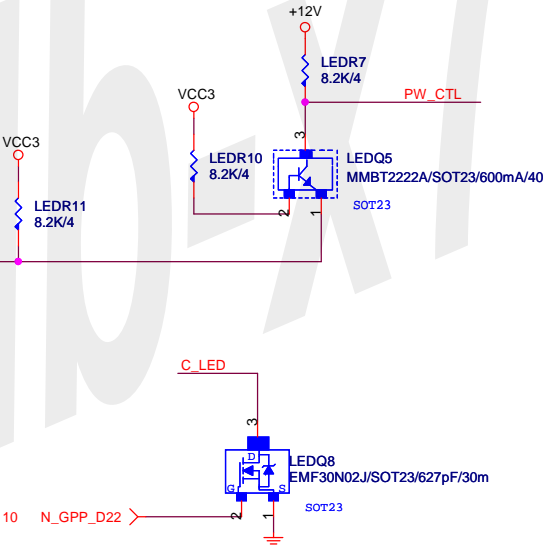 +12V
LEDR7
8.2K/4
PW_CTL
VCC3
3
LEDR10
8.2K/4
LEDQ5
MMBT2222A/SOT23/600mA/40
SOT23
2
1
VCC3
LEDR11
8.2K/4
C_LED
3
D
G
S
LEDQ8
EMF30N02J/SOT23/627pF/30m
SOT23
2
1
10 N_GPP_D22